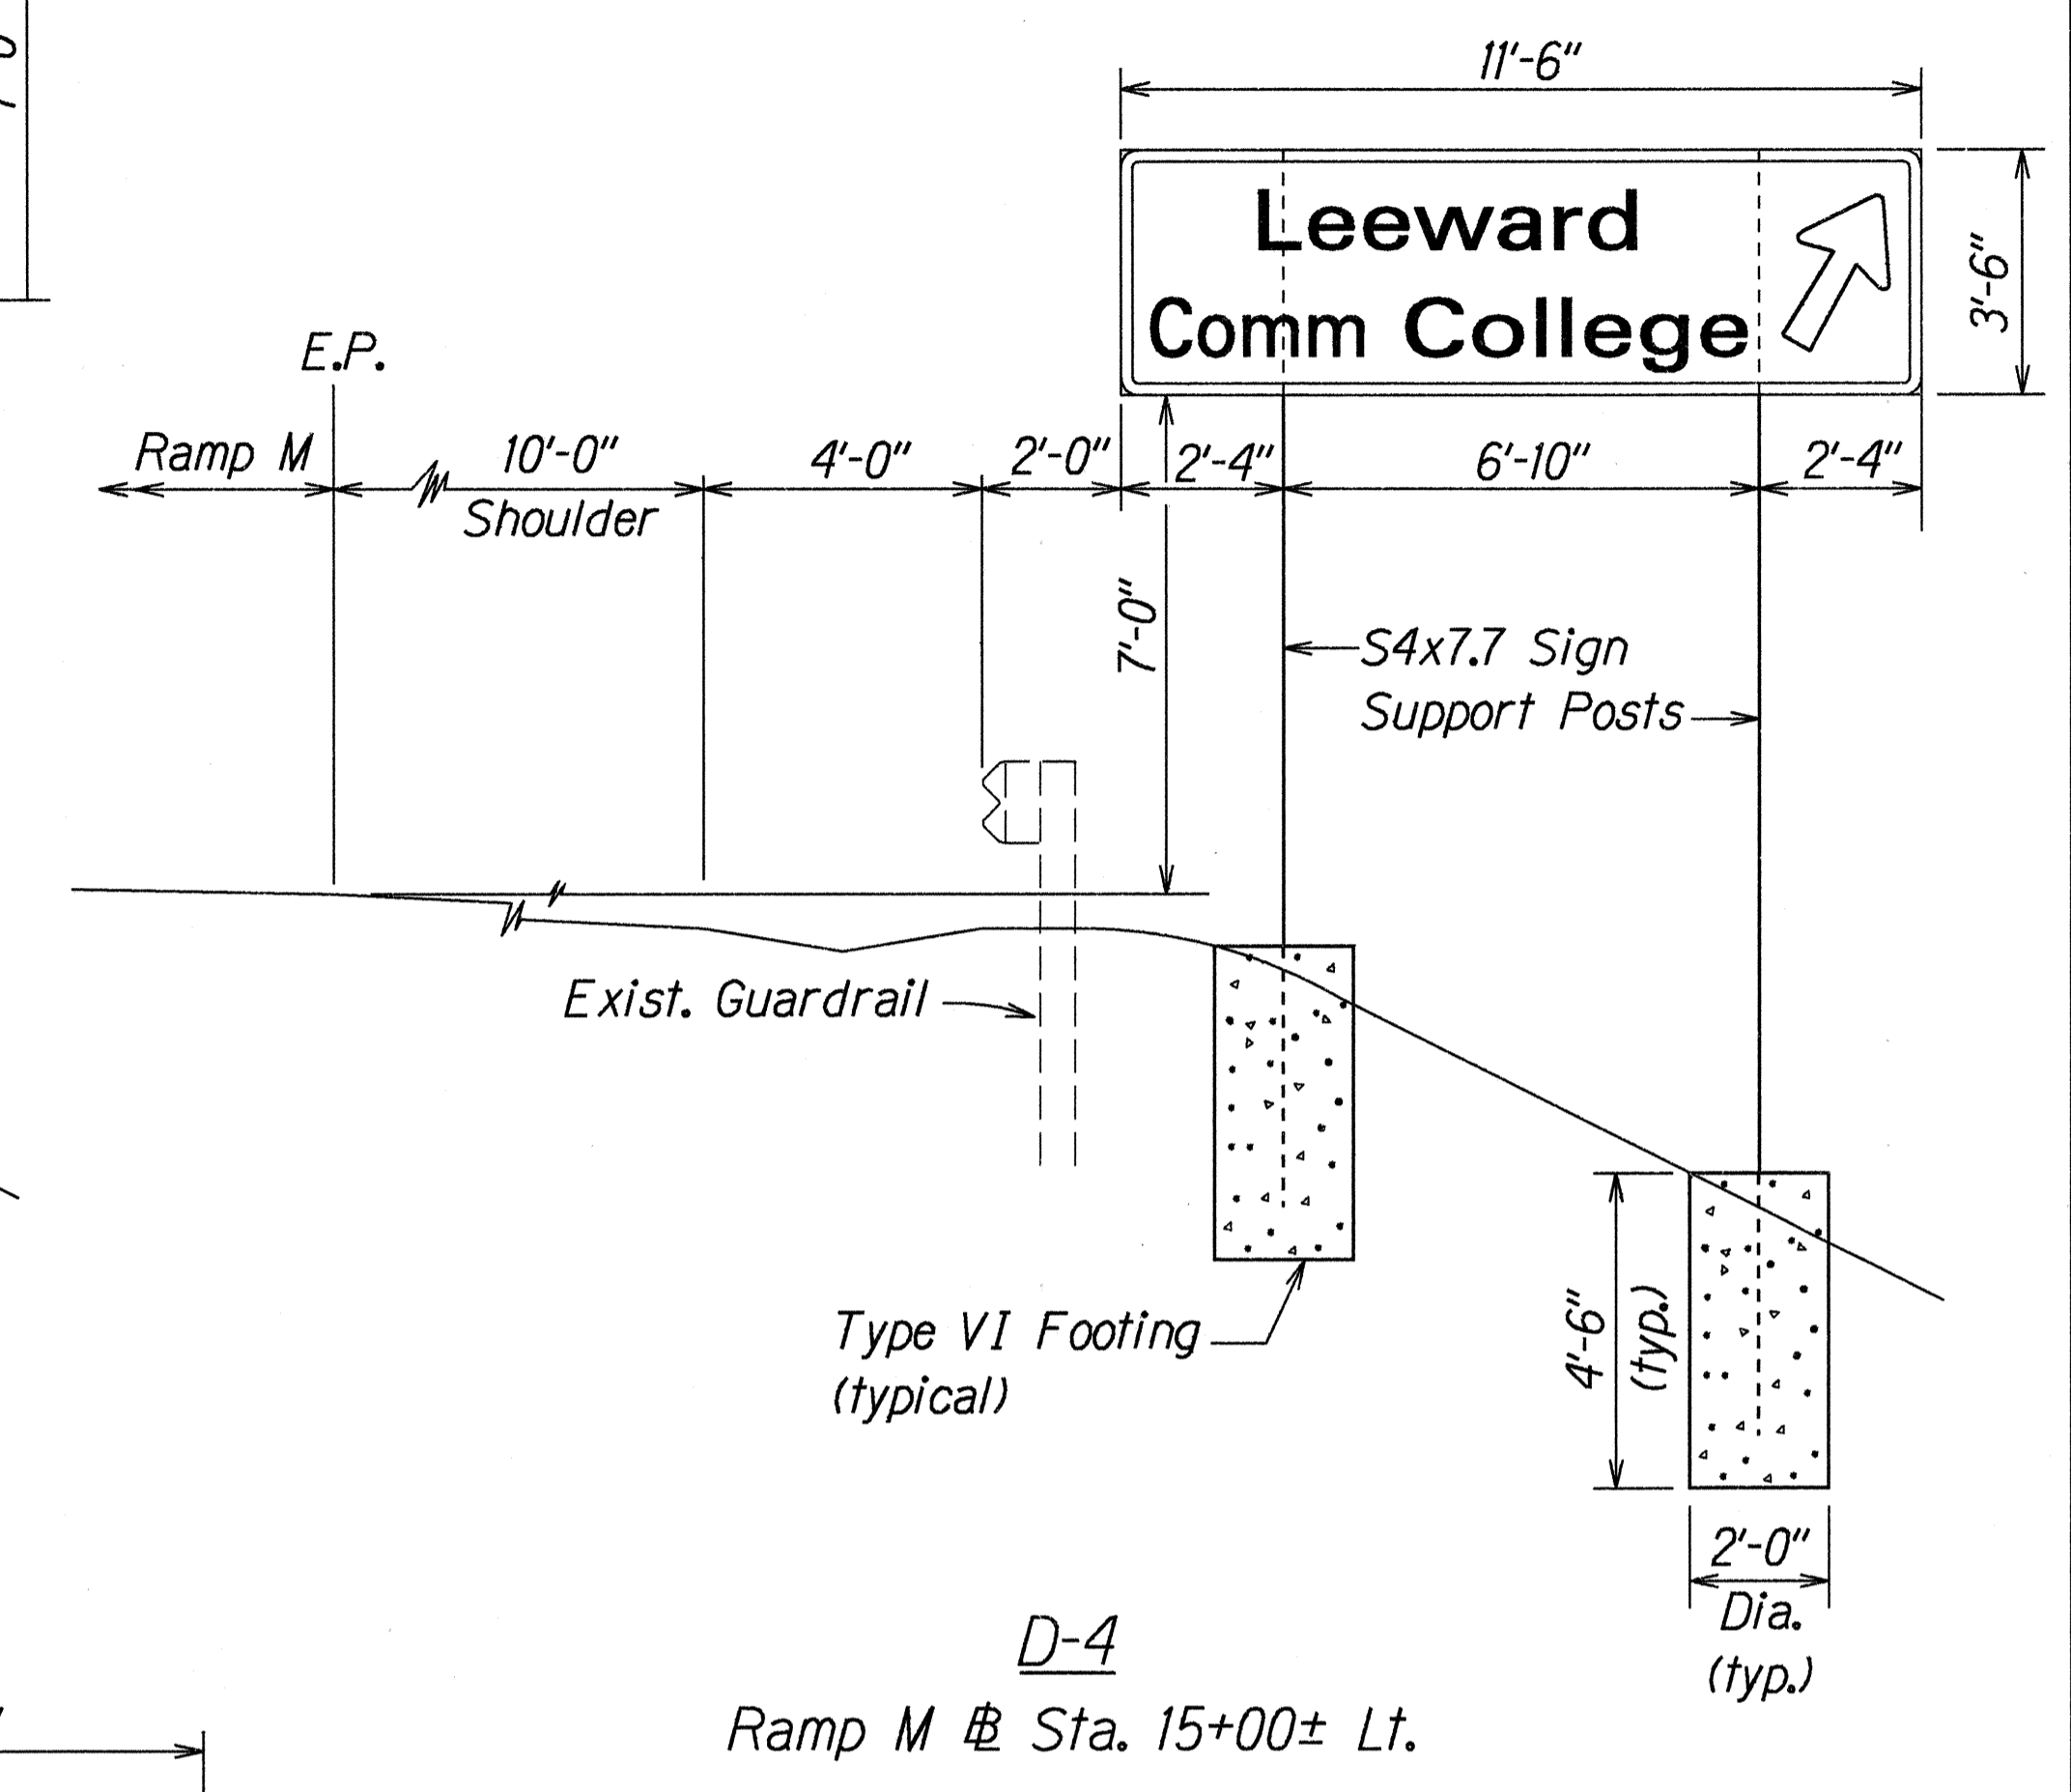 11'-6"
Leeward
Comm College
3'-6"
E.P.
Ramp M
10'-0"
Shoulder
4'-0"
2'-0"
2'-4"
6'-10"
2'-4"
7'-0"
S4x7.7 Sign
Support Posts
Exist. Guardrail
Type VI Footing
(typical)
4'-6"
(typ.)
2'-0"
Dia.
(typ.)
D-4
Ramp M BL Sta. 15+00± Lt.